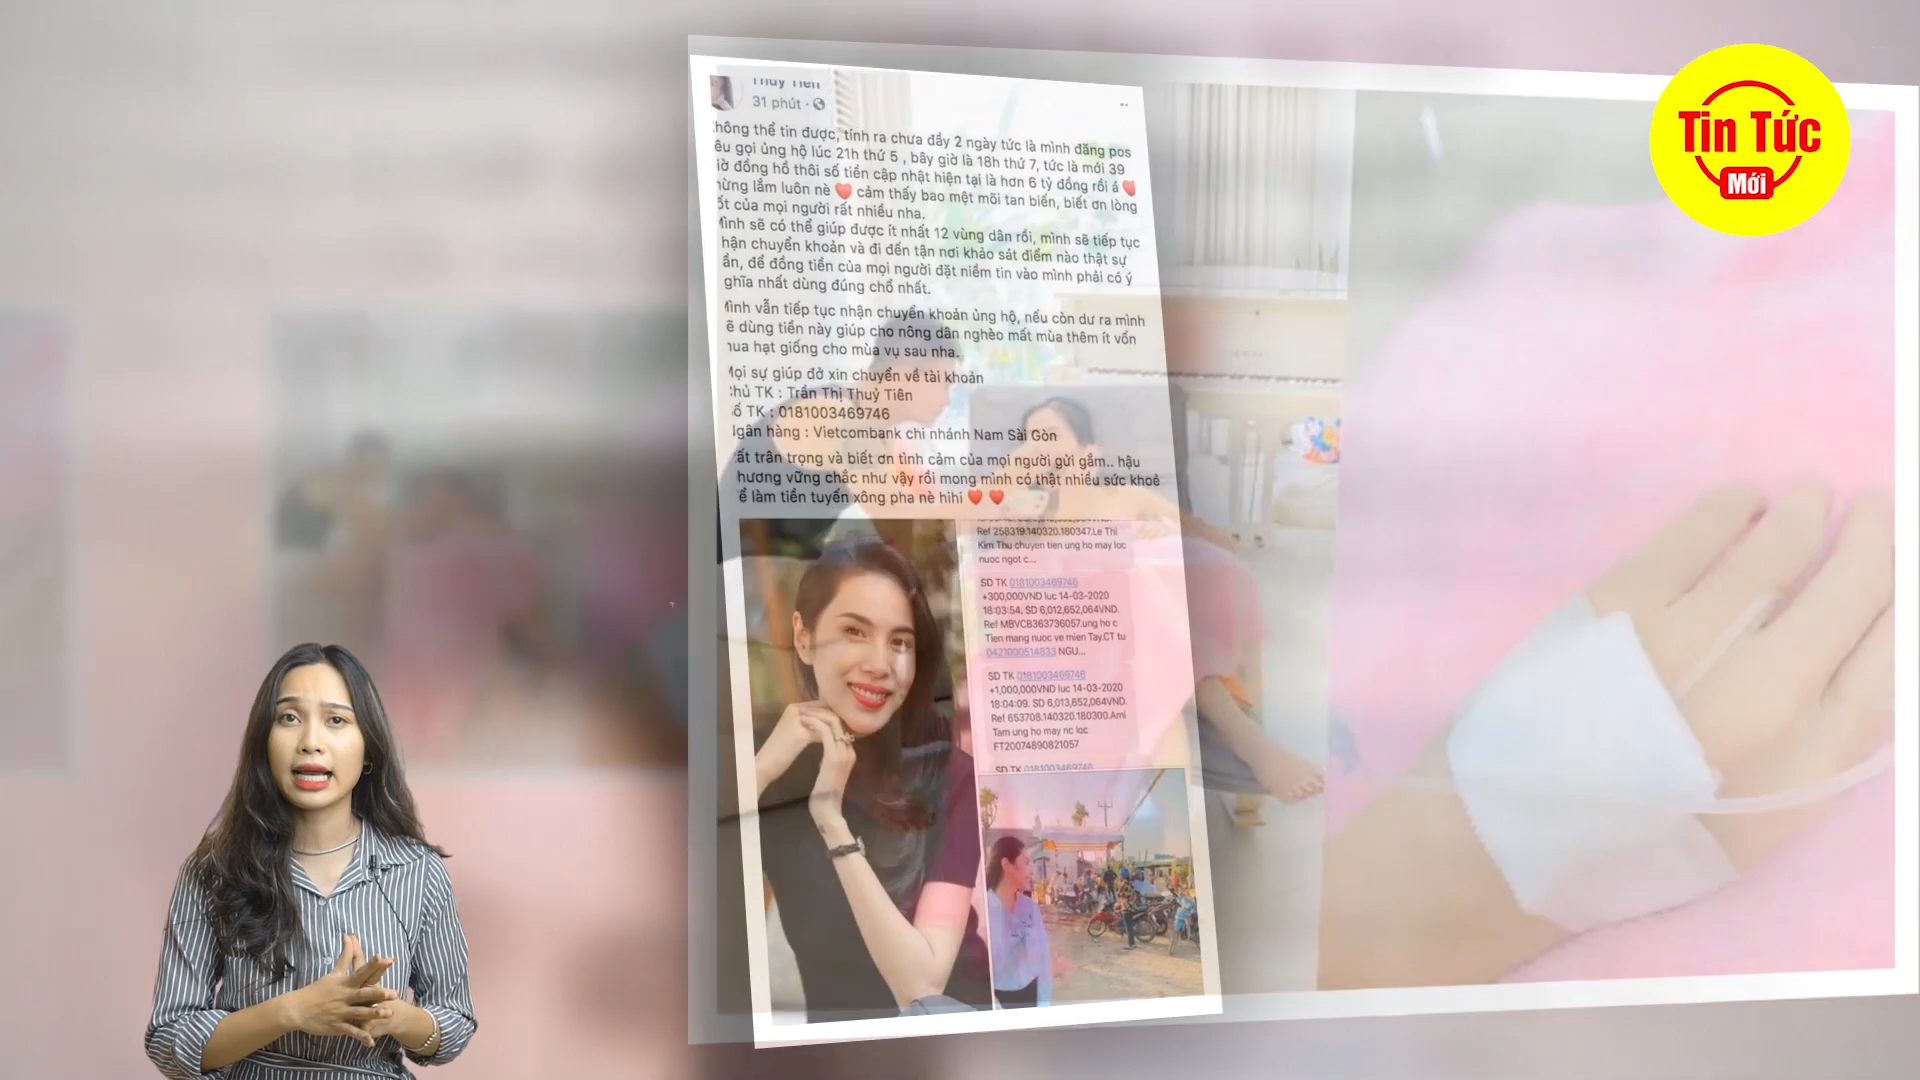 Thuỷ Tiên
31 phút
hông thể tin được, tính ra chưa đầy 2 ngày tức là mình đăng pos
êu gọi ủng hộ lúc 21h thứ 5 , bây giờ là 18h thứ 7, tức là mới 39
iờ đồng hồ thôi số tiền cập nhật hiện tại là hơn 6 tỷ đồng rồi á ❤️
ừng lắm luôn nè ❤️ cảm thấy bao mệt mỏi tan biến, biết ơn lòng
ốt của mọi người rất nhiều nha.
Mình sẽ có thể giúp được ít nhất 12 vùng dân rồi, mình sẽ tiếp tục
hận chuyển khoản và đi đến tận nơi khảo sát điểm nào thật sự
ần, để đồng tiền của mọi người đặt niềm tin vào mình phải có ý
ghĩa nhất dùng đúng chổ nhất.
Mình vẫn tiếp tục nhận chuyển khoản ủng hộ, nếu còn dư ra mình
ẽ dùng tiền này giúp cho nông dân nghèo mất mùa thêm ít vốn
ua hạt giống cho mùa vụ sau nha.
Mọi sự giúp đở xin chuyển về tài khoản
hủ TK : Trần Thị Thuỷ Tiên
ố TK : 0181003469746
Ngân hàng : Vietcombank chi nhánh Nam Sài Gòn
ất trân trọng và biết ơn tình cảm của mọi người gửi gắm.. hậu
hương vững chắc như vậy rồi mong mình có thật nhiều sức khoẻ
ể làm tiền tuyến xông pha nè hihi ❤️ ❤️
Ref 258319.140320.180347.Le Thi
Kim Thu chuyen tien ung ho may loc
nuoc ngot c...
SD TK 0181003469746
+300,000VND luc 14-03-2020
18:03:54. SD 6,012,652,064VND.
Ref MBVCB363736057.ung ho c
Tien mang nuoc ve mien Tay.CT tu
0421000514833 NGU...
SD TK 0181003469746
+1,000,000VND luc 14-03-2020
18:04:09. SD 6,013,652,064VND.
Ref 653708.140320.180300.Ami
Tam ung ho may nc loc
FT20074890821057
SD TK 0181003469746
Tin Tức
Mới